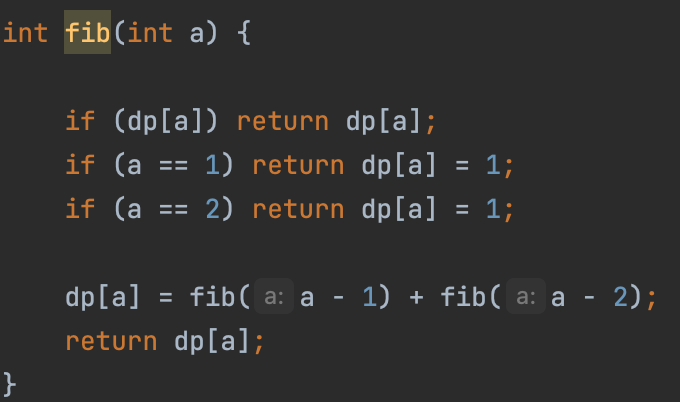 int fib(int a) {
if (dp[a]) return dp[a];
if (a == 1) return dp[a] = 1;
if (a == 2) return dp[a] = 1;
dp[a] = fib( a: a - 1) + fib( a: a - 2);
return dp[a];
}